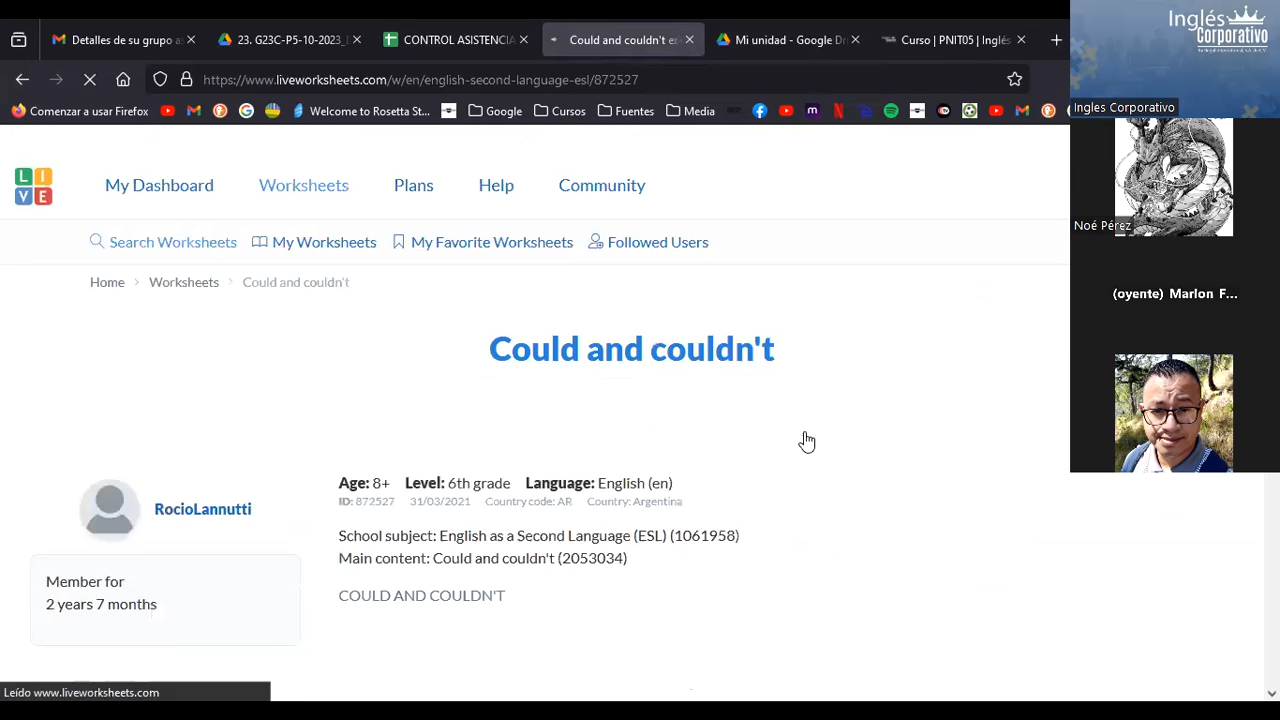 Detalles de su grupo a
23. G23C-P5-10-2023_
CONTROL ASISTENCIA
Could and couldn't e
Mi unidad - Google D
Curso | PNIT05 | Inglés
https://www.liveworksheets.com/w/en/english-second-language-esl/872527
Comenzar a usar Firefox
Welcome to Rosetta St...
Google
Cursos
Fuentes
Media
Inglés
Corporativo
Ingles Corporativo
Noé Pérez
(oyente) Marlon F...
LIVE
My Dashboard
Worksheets
Plans
Help
Community
Search Worksheets
My Worksheets
My Favorite Worksheets
Followed Users
Home > Worksheets > Could and couldn't
Could and couldn't
RocioLannutti
Member for
2 years 7 months
Age: 8+ Level: 6th grade Language: English (en)
ID: 872527 31/03/2021 Country code: AR Country: Argentina
School subject: English as a Second Language (ESL) (1061958)
Main content: Could and couldn't (2053034)
COULD AND COULDN'T
Leído www.liveworksheets.com